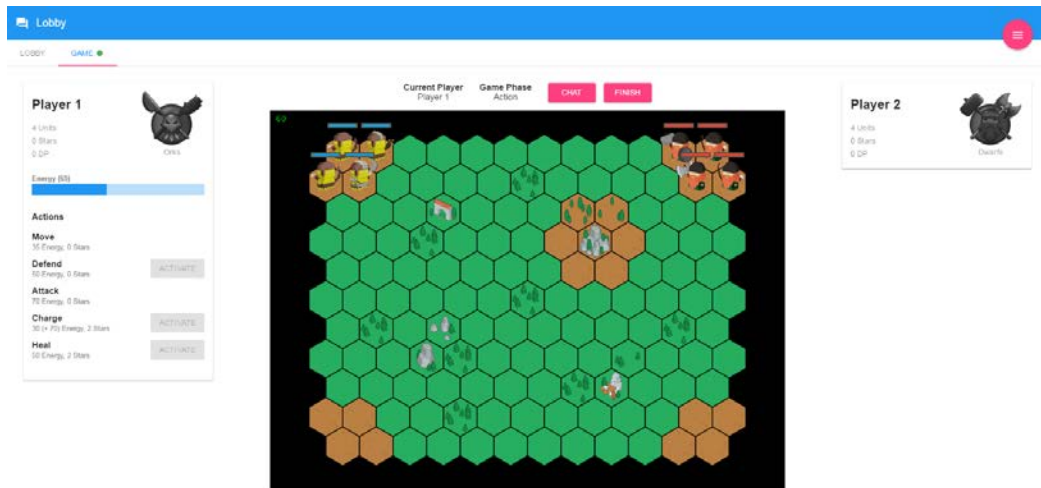 Lobby
LOBBY
GAME
Player 1
4 Units
0 Stars
0 DP
Orks
Energy (65)
Actions
Move
35 Energy, 0 Stars
Defend
50 Energy, 0 Stars
ACTIVATE
Attack
70 Energy, 0 Stars
Charge
30 (+ 70) Energy, 2 Stars
ACTIVATE
Heal
50 Energy, 2 Stars
ACTIVATE
Current Player
Player 1
Game Phase
Action
CHAT
FINISH
Player 2
4 Units
0 Stars
0 DP
Dwarfs